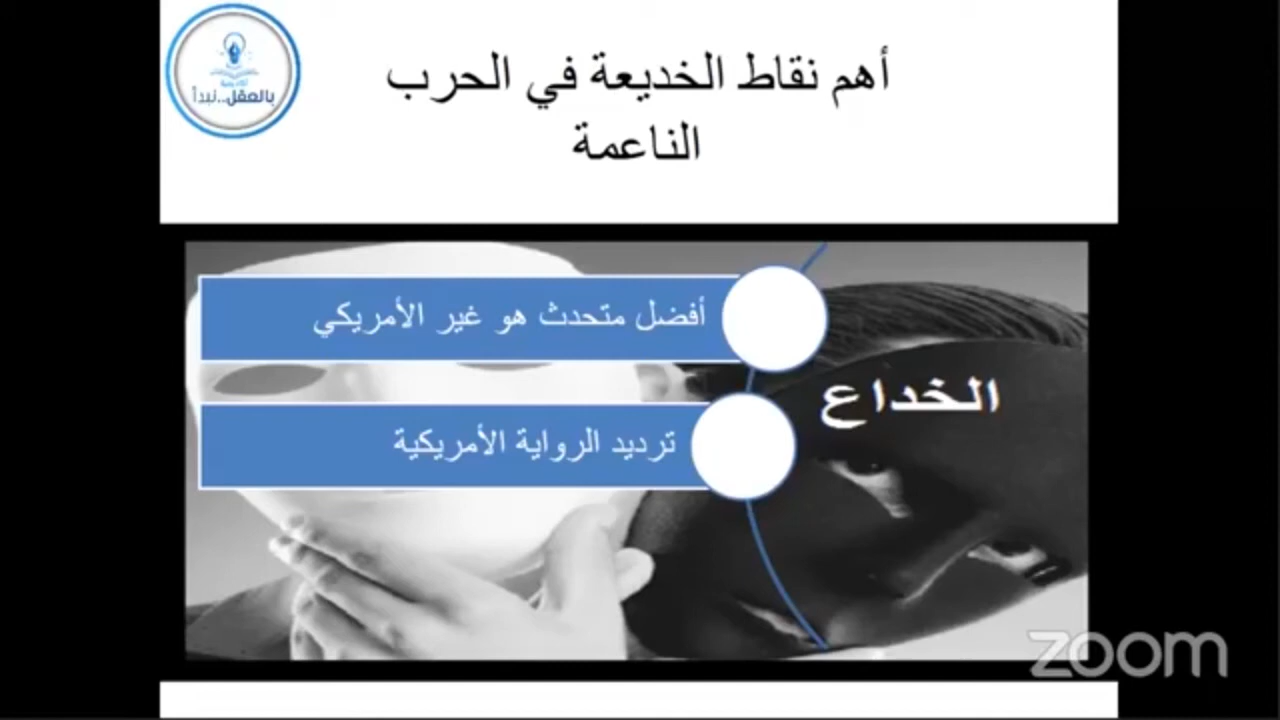 أهم نقاط الخديعة في الحرب
الناعمة
بالعقل..نبدأ
أفضل متحدث هو غير الأمريكي
الخداع
ترديد الرواية الأمريكية
zoom